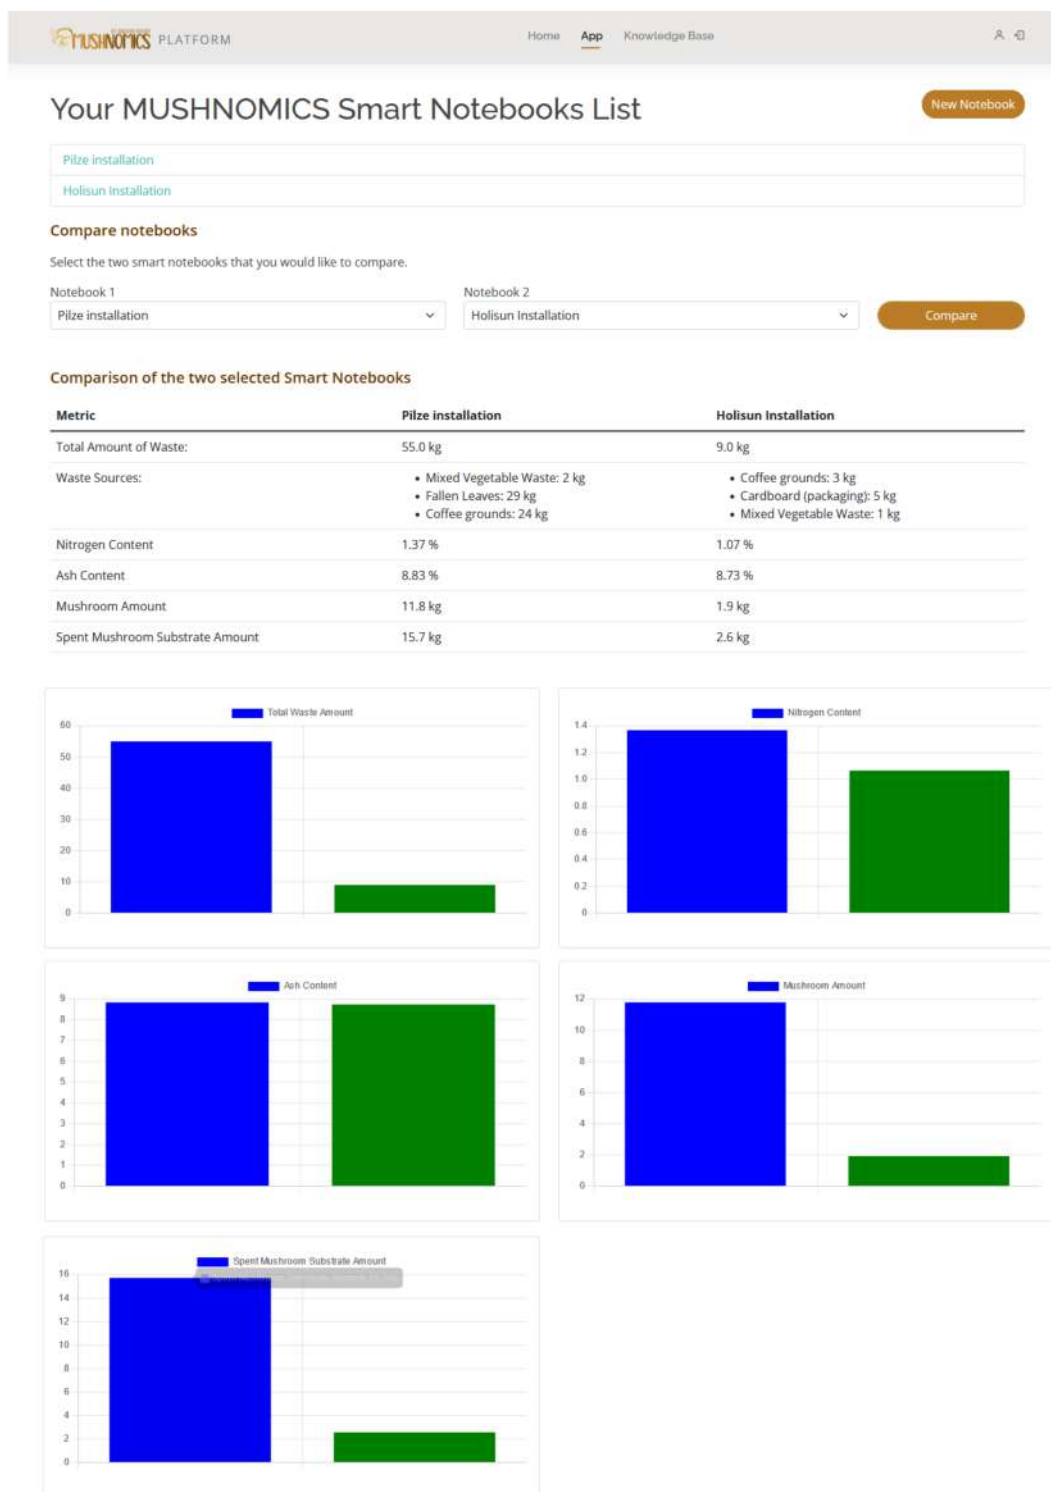 MUSHNOMICS PLATFORM
Home App Knowledge Base
Your MUSHNOMICS Smart Notebooks List
New Notebook
Pilze installation
Holisun Installation
Compare notebooks
Select the two smart notebooks that you would like to compare.
Notebook 1 Notebook 2
Pilze installation Holisun Installation Compare
Comparison of the two selected Smart Notebooks
Metric Pilze installation Holisun Installation
Total Amount of Waste: 55.0 kg 9.0 kg
Waste Sources: • Mixed Vegetable Waste: 2 kg • Coffee grounds: 3 kg
• Fallen Leaves: 29 kg • Cardboard (packaging): 5 kg
• Coffee grounds: 24 kg • Mixed Vegetable Waste: 1 kg
Nitrogen Content 1.37 % 1.07 %
Ash Content 8.83 % 8.73 %
Mushroom Amount 11.8 kg 1.9 kg
Spent Mushroom Substrate Amount 15.7 kg 2.6 kg
Total Waste Amount
60
50
40
30
20
10
0
Nitrogen Content
1.4
1.2
1.0
0.8
0.6
0.4
0.2
0
Ash Content
9
8
7
6
5
4
3
2
1
0
Mushroom Amount
12
10
8
6
4
2
0
Spent Mushroom Substrate Amount
16
14
12
10
8
6
4
2
0